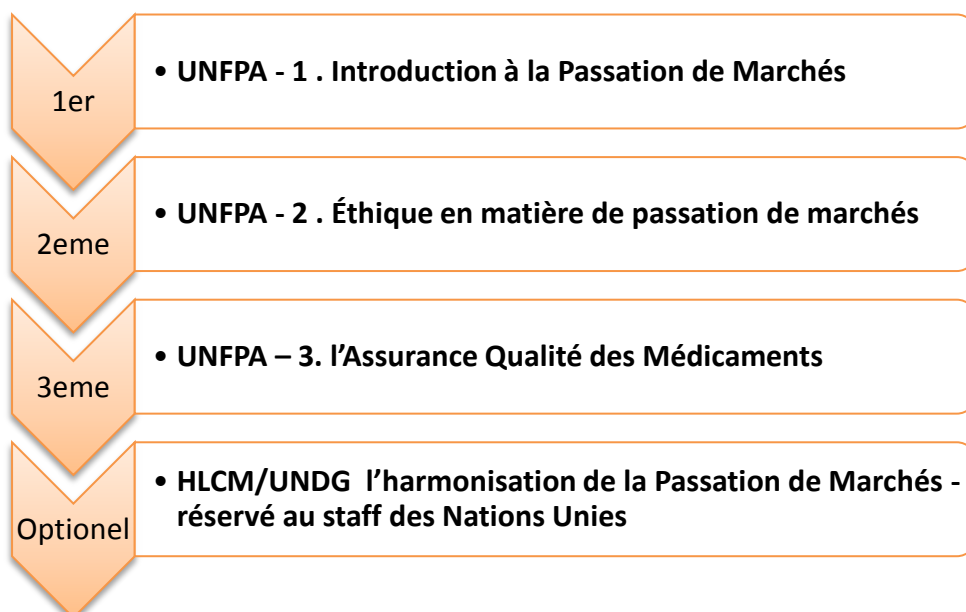 1er
• UNFPA - 1 . Introduction à la Passation de Marchés
2eme
• UNFPA - 2 . Éthique en matière de passation de marchés
3eme
• UNFPA – 3. l’Assurance Qualité des Médicaments
Optionel
• HLCM/UNDG l’harmonisation de la Passation de Marchés -
réservé au staff des Nations Unies